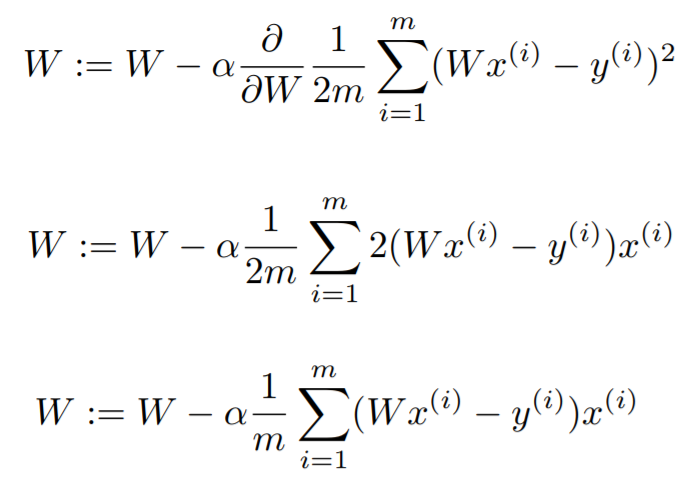 W := W − α ∂/∂W 1/2m ∑_{i=1}^{m} (Wx^{(i)} − y^{(i)})^2
W := W − α 1/2m ∑_{i=1}^{m} 2(Wx^{(i)} − y^{(i)})x^{(i)}
W := W − α 1/m ∑_{i=1}^{m} (Wx^{(i)} − y^{(i)})x^{(i)}